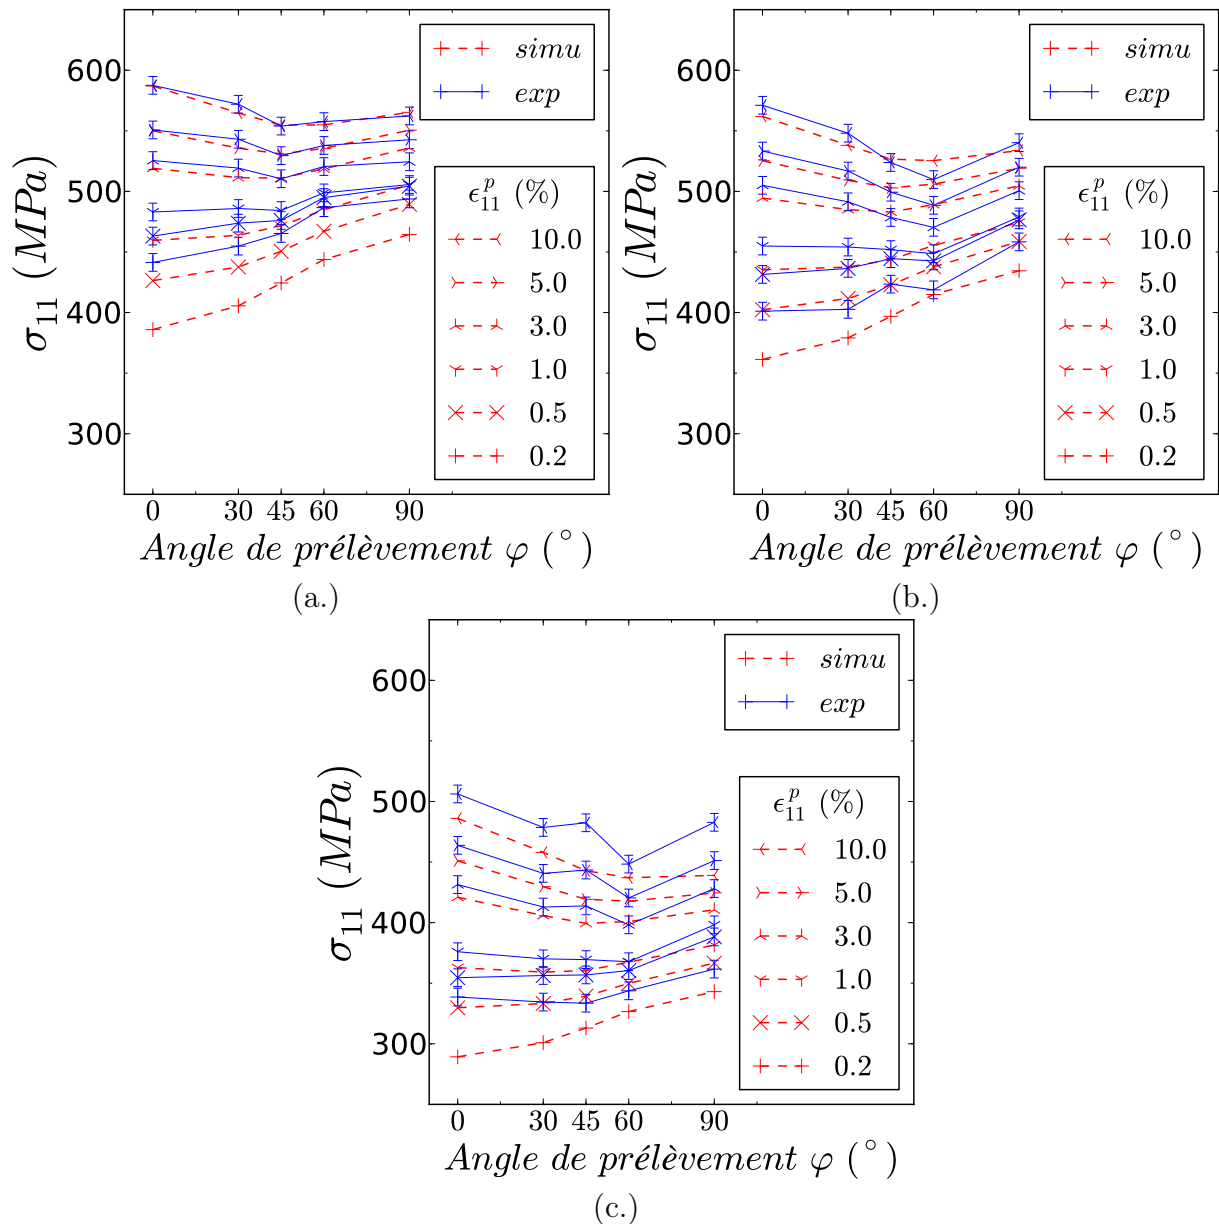 600
500
400
300
σ11 (MPa)
simu
exp
ϵ11^p (%)
10.0
5.0
3.0
1.0
0.5
0.2
0 30 45 60 90
Angle de prélèvement φ (°)
(a.)
600
500
400
300
σ11 (MPa)
simu
exp
ϵ11^p (%)
10.0
5.0
3.0
1.0
0.5
0.2
0 30 45 60 90
Angle de prélèvement φ (°)
(b.)
600
500
400
300
σ11 (MPa)
simu
exp
ϵ11^p (%)
10.0
5.0
3.0
1.0
0.5
0.2
0 30 45 60 90
Angle de prélèvement φ (°)
(c.)